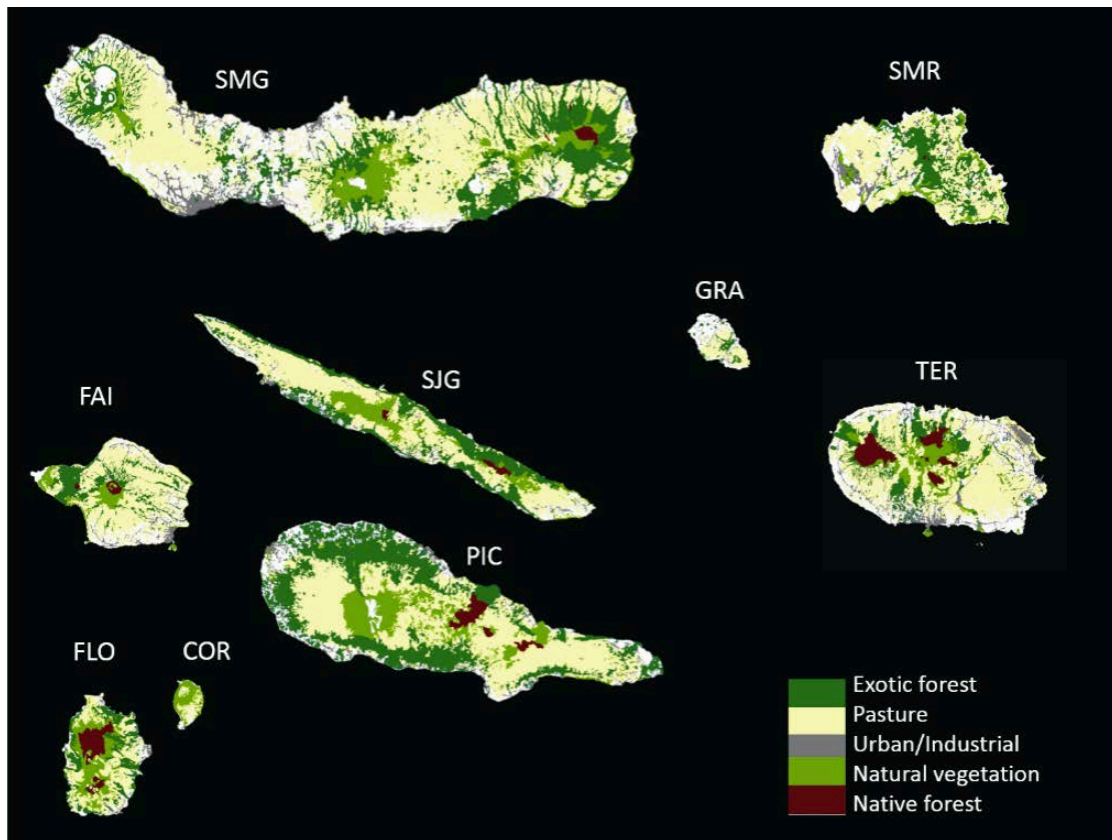 SMG
SMR
GRA
SJG
TER
FAI
PIC
FLO
COR
Exotic forest
Pasture
Urban/Industrial
Natural vegetation
Native forest